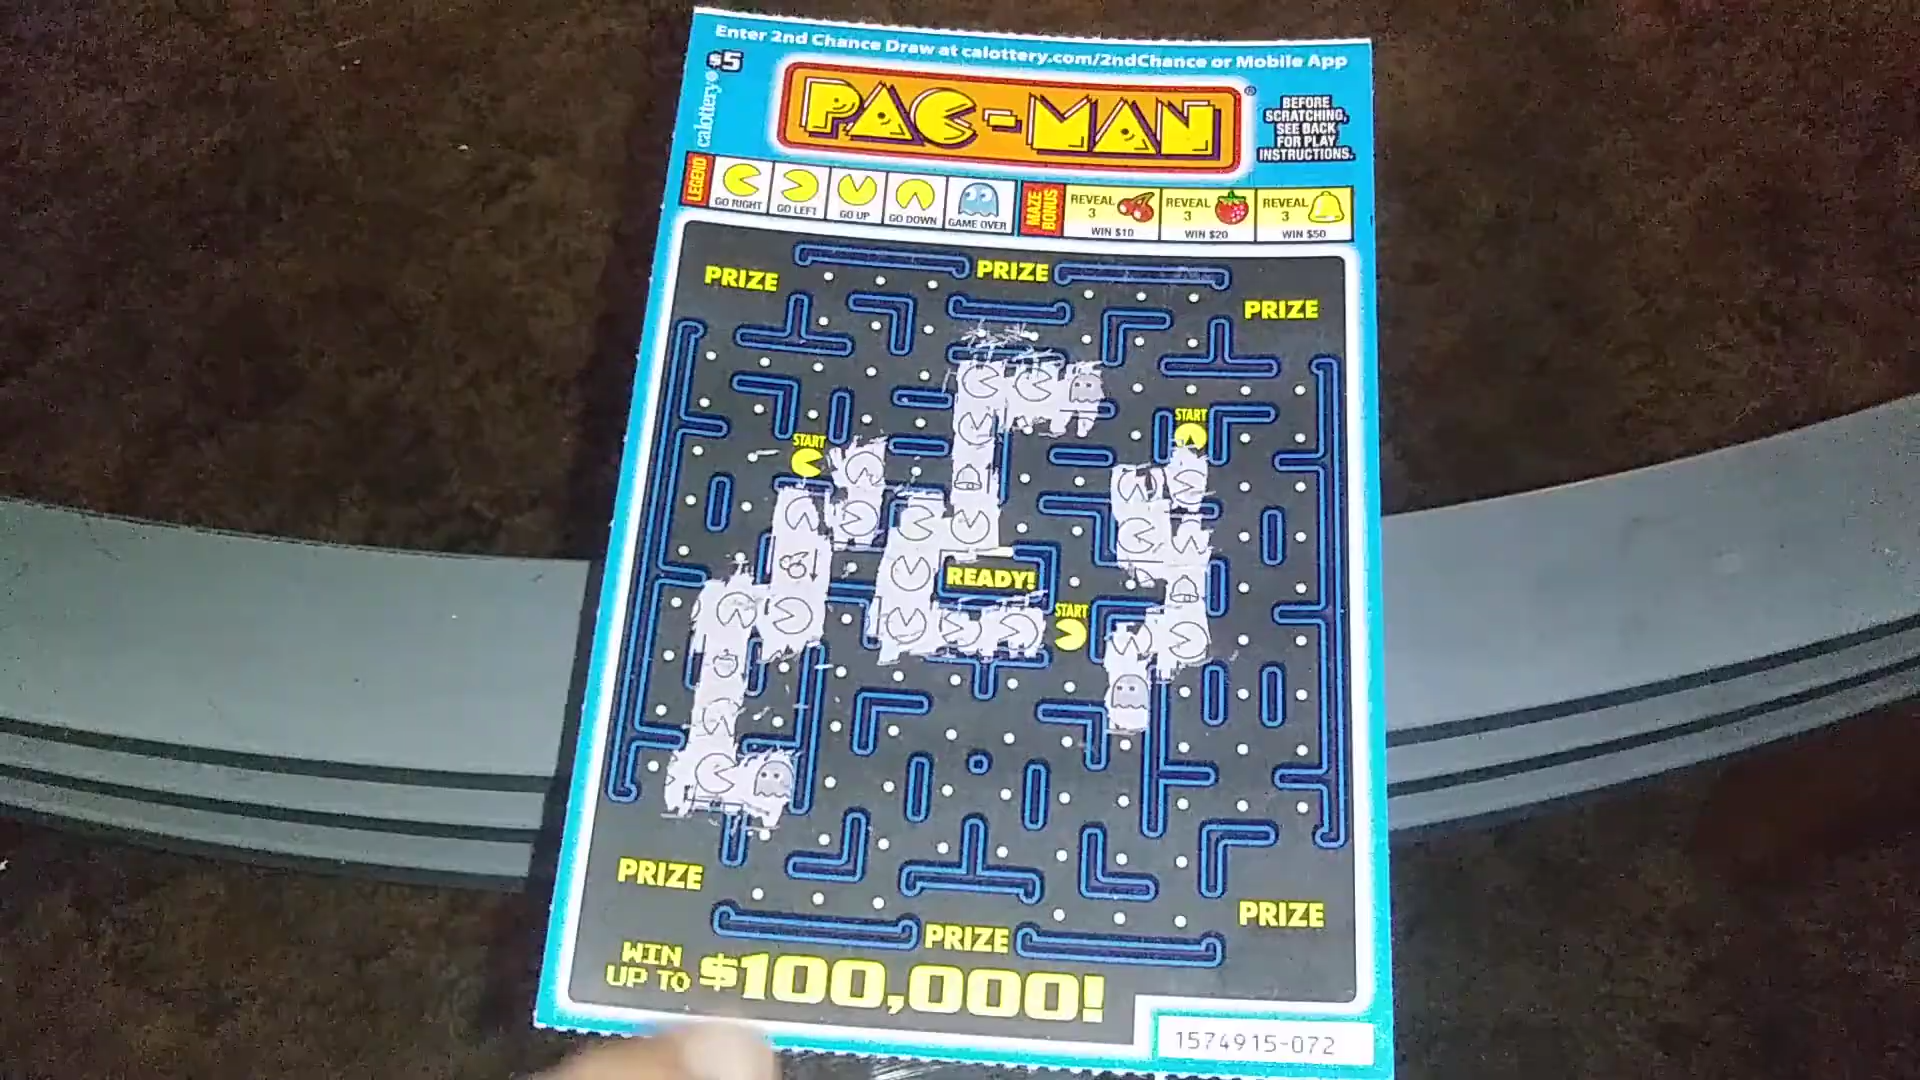 Enter 2nd Chance Draw at calottery.com/2ndChance or Mobile App
$5
calottery
PAC-MAN®
BEFORE
SCRATCHING,
SEE BACK
FOR PLAY
INSTRUCTIONS.
LEGEND
GO RIGHT
GO LEFT
GO UP
GO DOWN
GAME OVER
MAZE
BONUS
REVEAL
3
WIN $10
REVEAL
3
WIN $20
REVEAL
3
WIN $50
PRIZE
PRIZE
PRIZE
START
START
READY!
START
PRIZE
PRIZE
PRIZE
WIN
UP TO $100,000!
1574915-072